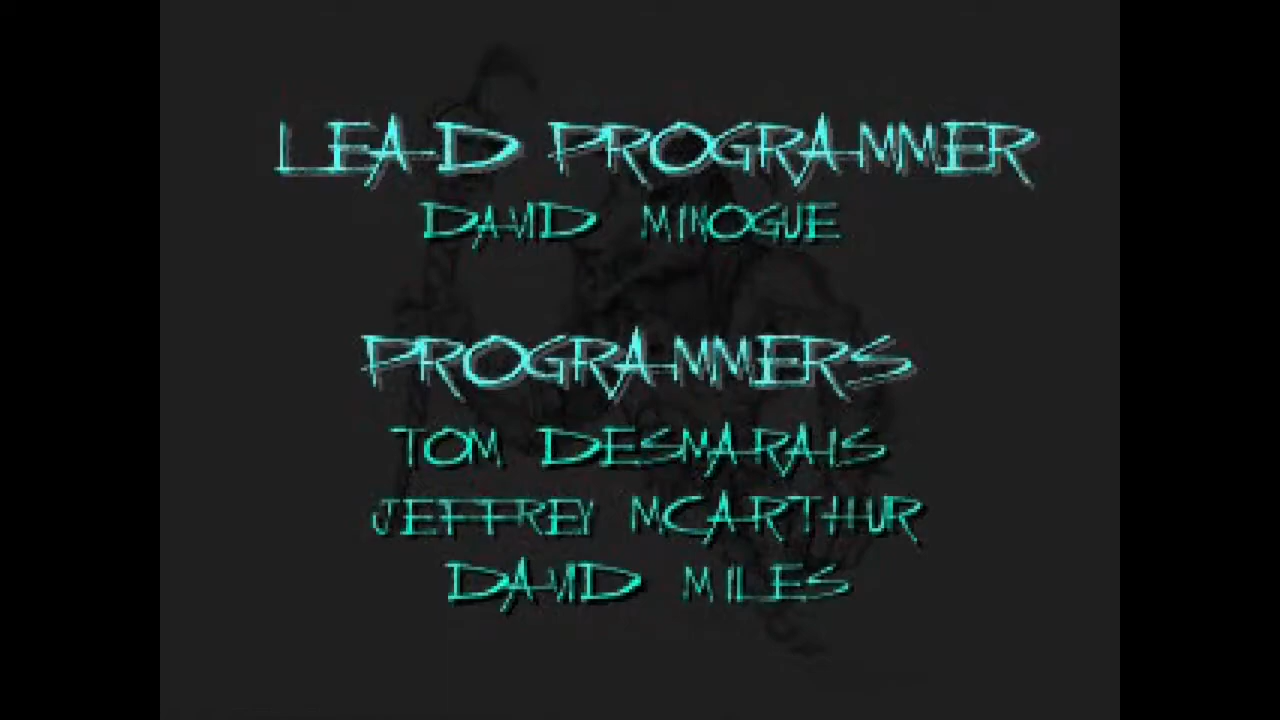 LEAD PROGRAMMER
DAVID MINOGUE
PROGRAMMERS
TOM DESMARAIS
JEFFREY MCARTHUR
DAVID MILES